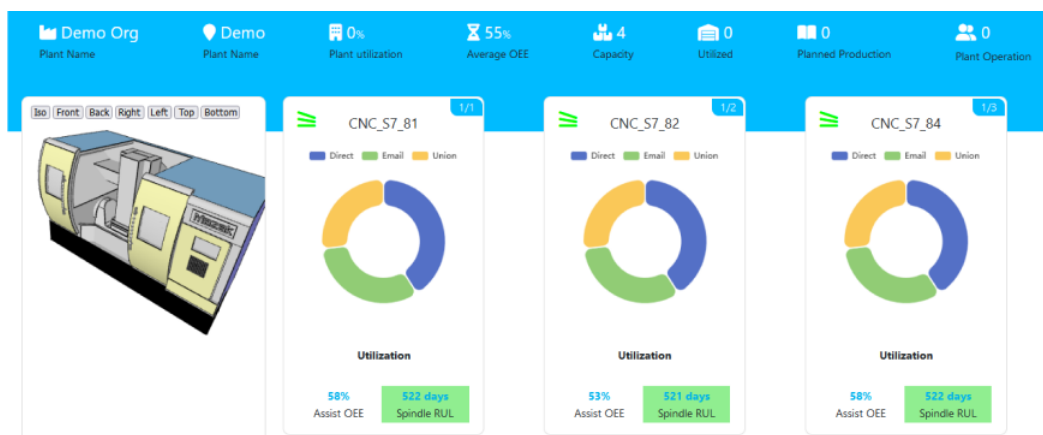 Demo Org
Plant Name
Demo
Plant Name
0%
Plant utilization
55%
Average OEE
4
Capacity
0
Utilized
0
Planned Production
0
Plant Operation
Iso Front Back Right Left Top Bottom
Mazak
1/1
CNC_S7_81
Direct Email Union
Utilization
58%
Assist OEE
522 days
Spindle RUL
1/2
CNC_S7_82
Direct Email Union
Utilization
53%
Assist OEE
521 days
Spindle RUL
1/3
CNC_S7_84
Direct Email Union
Utilization
58%
Assist OEE
522 days
Spindle RUL